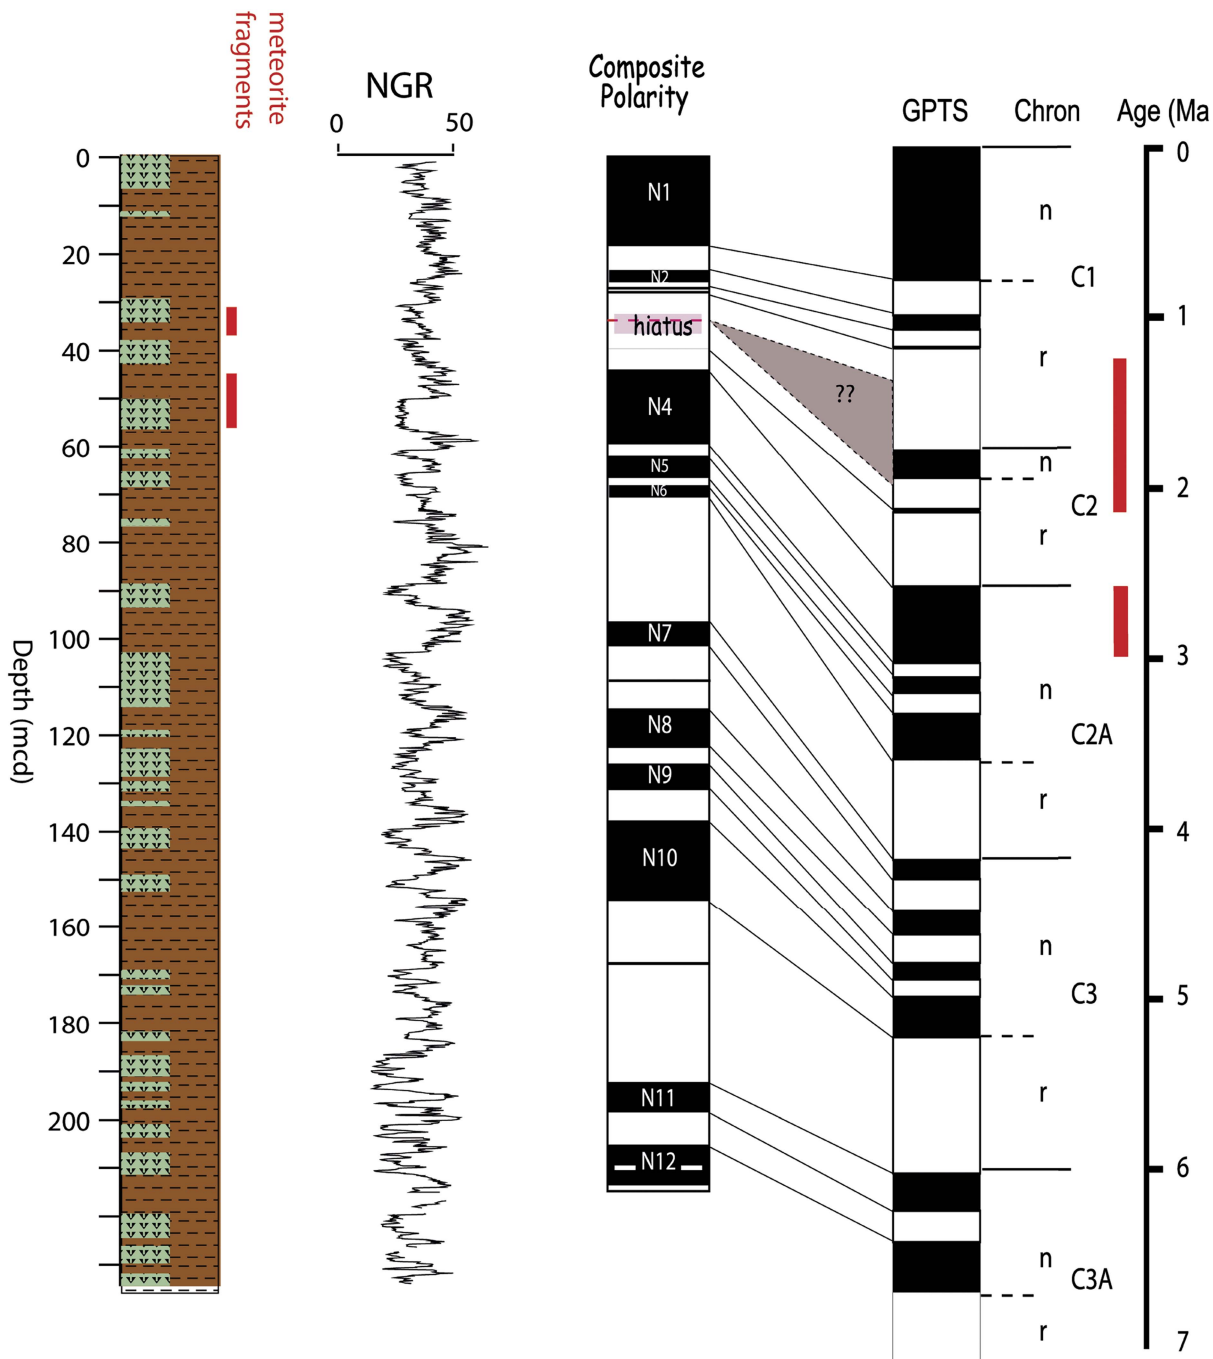 meteorite
fragments
NGR
0 50
Composite
Polarity
GPTS
Chron
Age (Ma
Depth (mcd)
0
20
40
60
80
100
120
140
160
180
200
N1
N2
hiatus
N4
N5
N6
N7
N8
N9
N10
N11
N12
??
n
C1
r
n
C2
r
n
C2A
r
n
C3
r
n
C3A
r
0
1
2
3
4
5
6
7